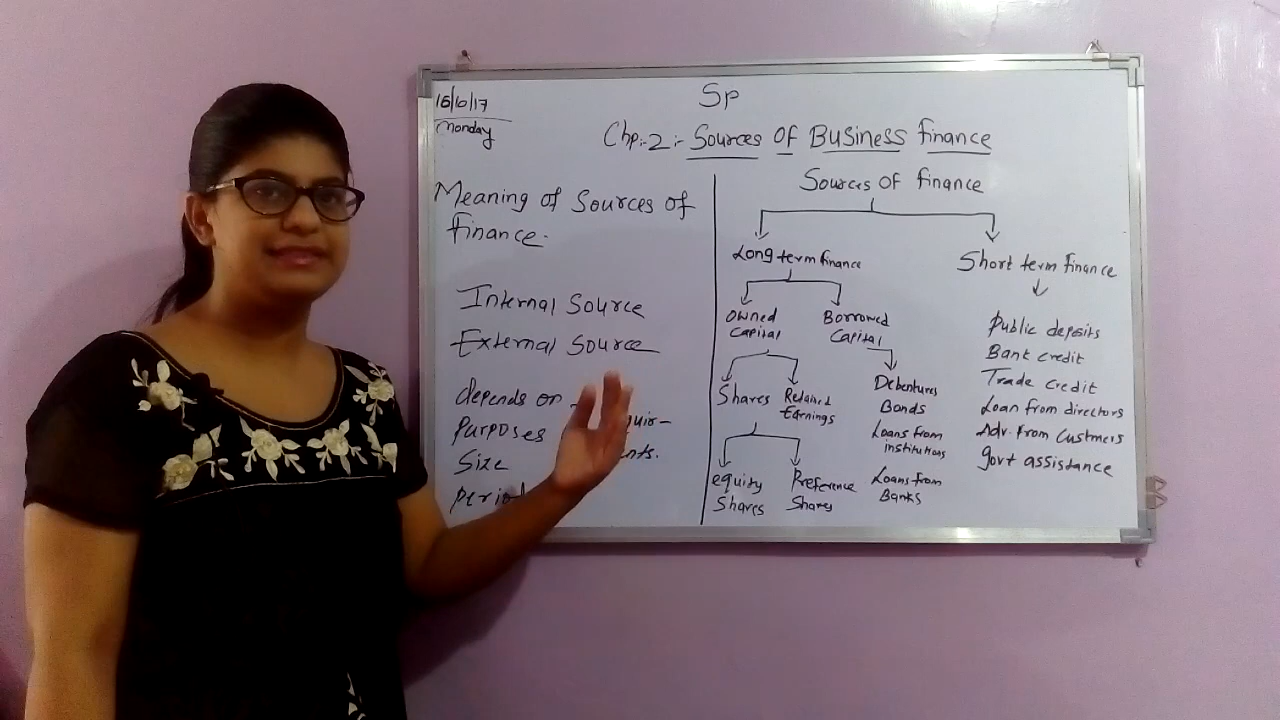 16/10/17
Monday
Sp
Chp:-2:- Sources Of Business finance
Meaning of Sources of
finance.
Internal Source
External Source
depends on
Purposes
Size
Sources of finance
Long term finance
Short term finance
Owned
Capital
Borrowed
Capital
Shares
Retained
Earnings
equity
Shares
Preference
Shares
Debentures
Bonds
Loans from
institutions
Loans from
Banks
Public deposits
Bank credit
Trade credit
Loan from directors
Adv. from Custmers
govt assistance